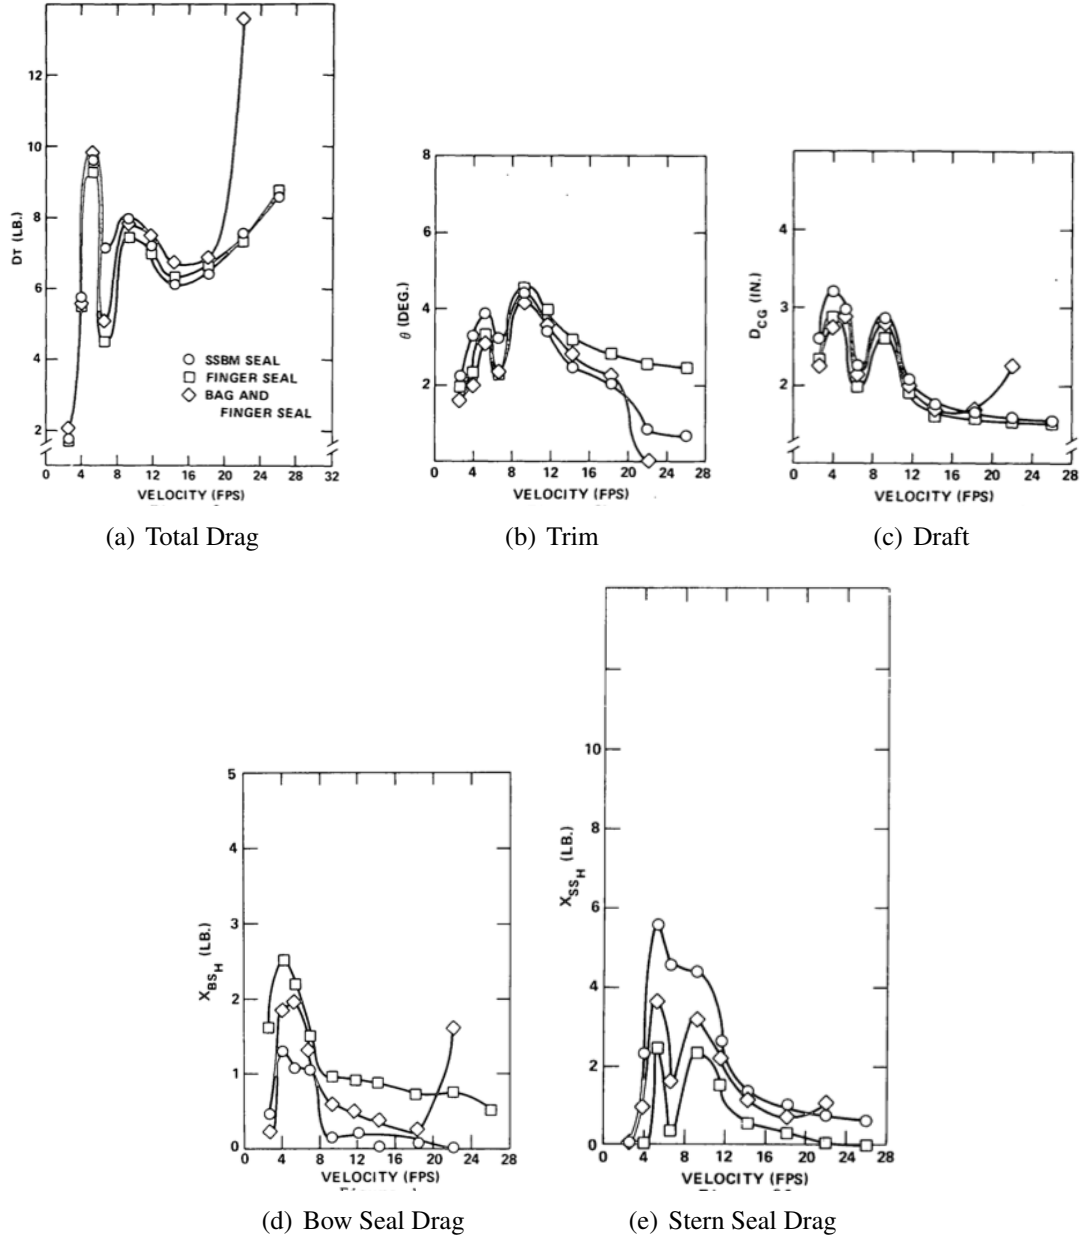 12
10
8
6
4
2
DT (LB.)
SSBM SEAL
FINGER SEAL
BAG AND
FINGER SEAL
0 4 8 12 16 20 24 28 32
VELOCITY (FPS)
(a) Total Drag
8
6
4
2
θ (DEG.)
0 4 8 12 16 20 24 28
VELOCITY (FPS)
(b) Trim
4
3
2
DCG (IN.)
0 4 8 12 16 20 24 28
VELOCITY (FPS)
(c) Draft
5
4
3
2
1
0
XBSH (LB.)
0 4 8 12 16 20 24 28
VELOCITY (FPS)
(d) Bow Seal Drag
10
8
6
4
2
0
XSSH (LB.)
0 4 8 12 16 20 24 28
VELOCITY (FPS)
(e) Stern Seal Drag